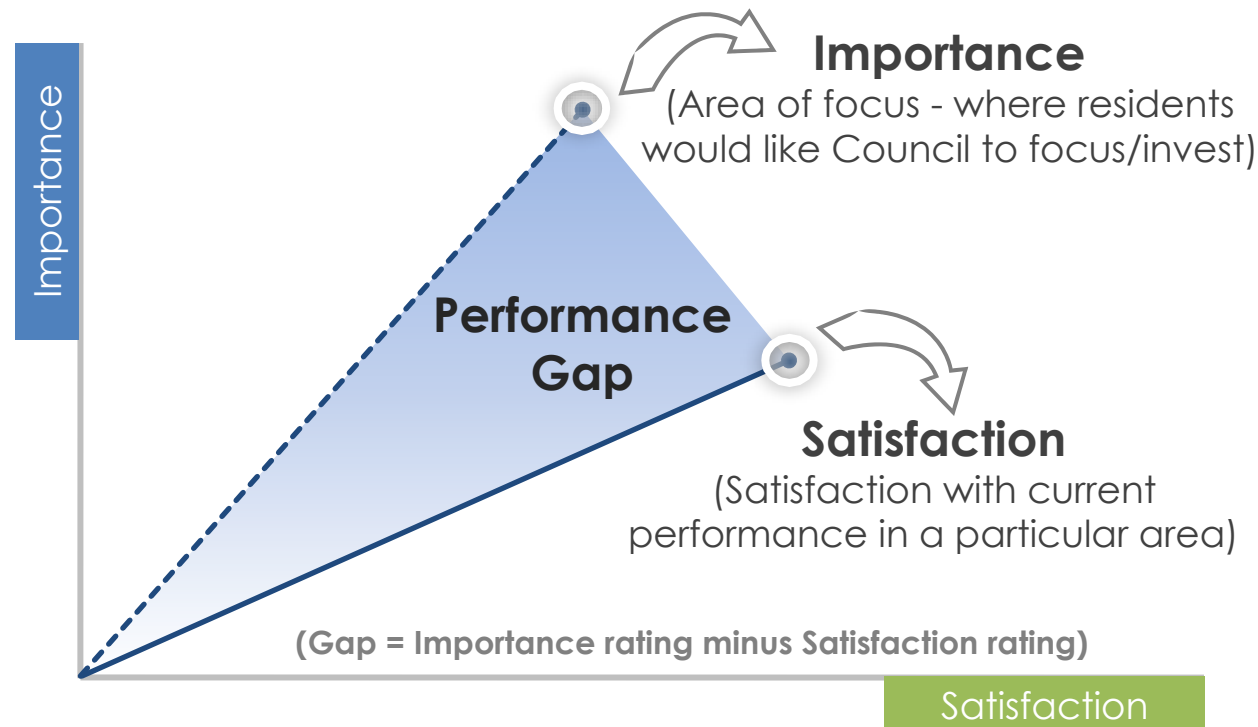 Importance
Importance
(Area of focus - where residents
would like Council to focus/invest)
Performance
Gap
Satisfaction
(Satisfaction with current
performance in a particular area)
(Gap = Importance rating minus Satisfaction rating)
Satisfaction